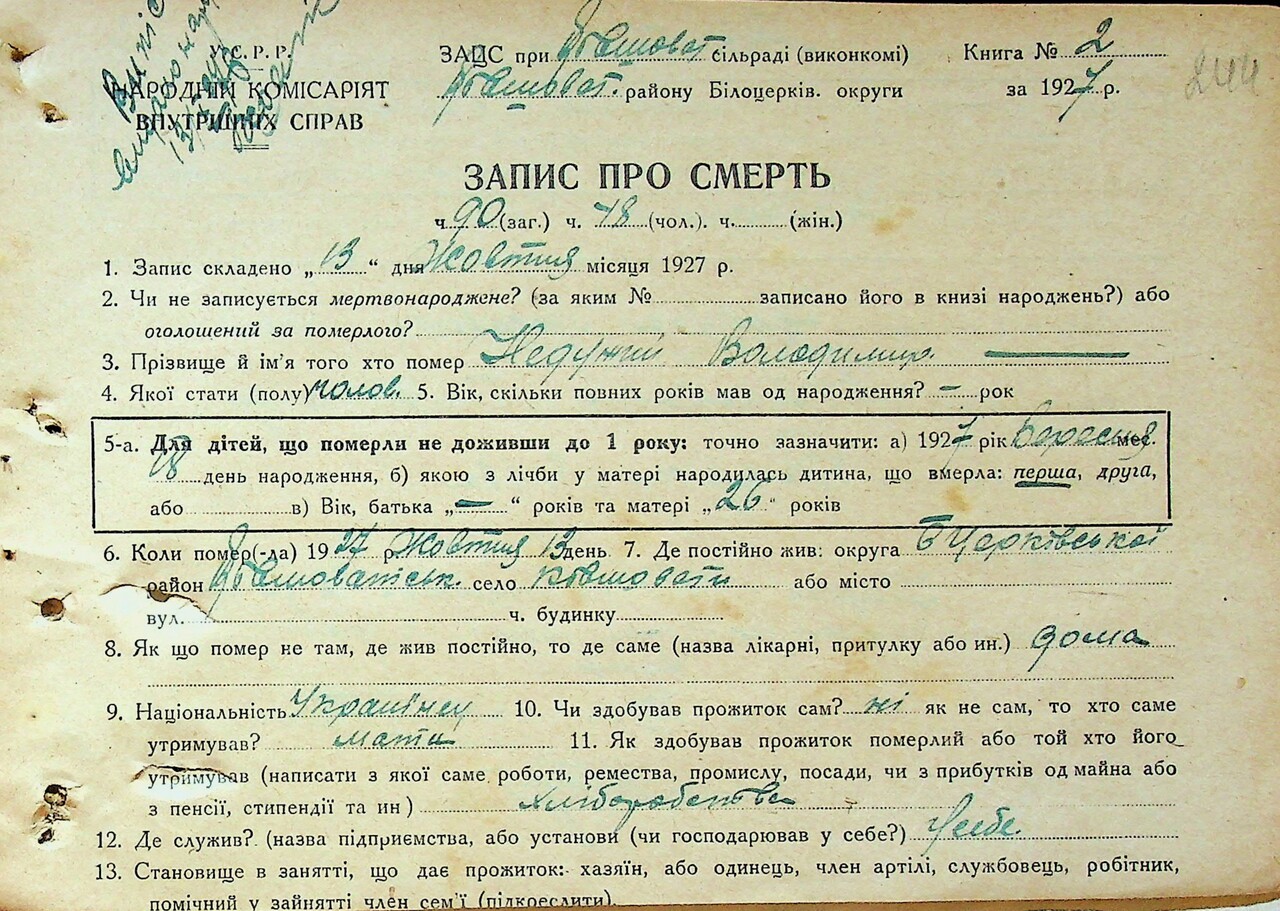 Випис
У.С.Р.Р.
НАРОДНІЙ КОМІСАРІЯТ
ВНУТРІШНІХ СПРАВ
ЗАЦС при сільраді (виконкомі)
району Білоцерків. округи
Книга № 2
за 1927 р.
244
ЗАПИС ПРО СМЕРТЬ
ч. 90 (заг.) ч. 48 (чол.). ч. (жін.)
1. Запис складено „ 13 “ дня Жовтня місяця 1927 р.
2. Чи не записується мертвонароджене? (за яким № записано його в книзі народжень?) або
оголошений за померлого?
3. Прізвище й ім'я того хто помер Недужий Володимир —
4. Якої стати (полу) чолов. 5. Вік, скільки повних років мав од народження? — рок
5-а. Для дітей, що померли не доживши до 1 року: точно зазначити: а) 1927 рік Вересня мес.
18 день народження, б) якою з лічби у матері народилась дитина, що вмерла: перша, друга,
або в) Вік, батька „ — “ років та матері „ 26 “ років
6. Коли помер(-ла) 1927 р Жовтня 13 день 7. Де постійно жив: округа Б Церківської
район село або місто
вул. ч. будинку
8. Як що помер не там, де жив постійно, то де саме (назва лікарні, притулку або ин.) дома
9. Національність Українец 10. Чи здобував прожиток сам? ні як не сам, то хто саме
утримував? мати 11. Як здобував прожиток померлий або той хто його
утримував (написати з якої саме роботи, ремества, промислу, посади, чи з прибутків од майна або
з пенсії, стипендії та ин ) хліборобства
12. Де служив? (назва підприємства, або установи (чи господарював у себе?) У себе
13. Становище в занятті, що дає прожиток: хазяїн, або одинець, член артілі, службовець, робітник,
помічний у зайнятті член сем'ї (підкреслити).